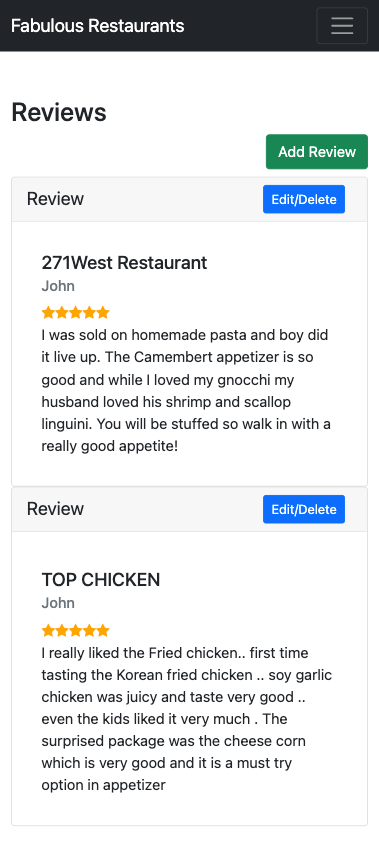 Fabulous Restaurants
Reviews
Add Review
Review
Edit/Delete
271West Restaurant
John
I was sold on homemade pasta and boy did
it live up. The Camembert appetizer is so
good and while I loved my gnocchi my
husband loved his shrimp and scallop
linguini. You will be stuffed so walk in with a
really good appetite!
Review
Edit/Delete
TOP CHICKEN
John
I really liked the Fried chicken.. first time
tasting the Korean fried chicken .. soy garlic
chicken was juicy and taste very good ..
even the kids liked it very much . The
surprised package was the cheese corn
which is very good and it is a must try
option in appetizer